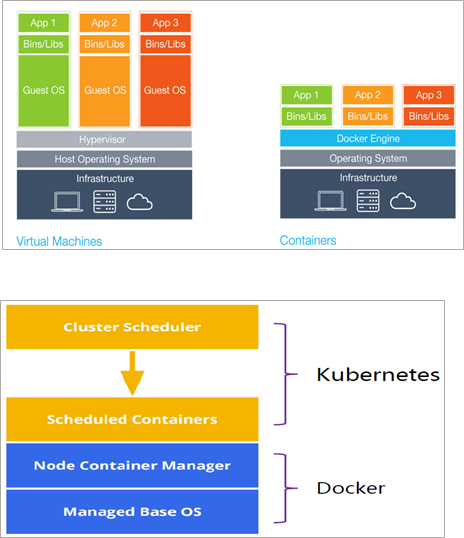 App 1 App 2 App 3
Bins/Libs Bins/Libs Bins/Libs
Guest OS Guest OS Guest OS
Hypervisor
Host Operating System
Infrastructure
Virtual Machines
App 1 App 2 App 3
Bins/Libs Bins/Libs Bins/Libs
Docker Engine
Operating System
Infrastructure
Containers
Cluster Scheduler
Kubernetes
Scheduled Containers
Node Container Manager
Docker
Managed Base OS